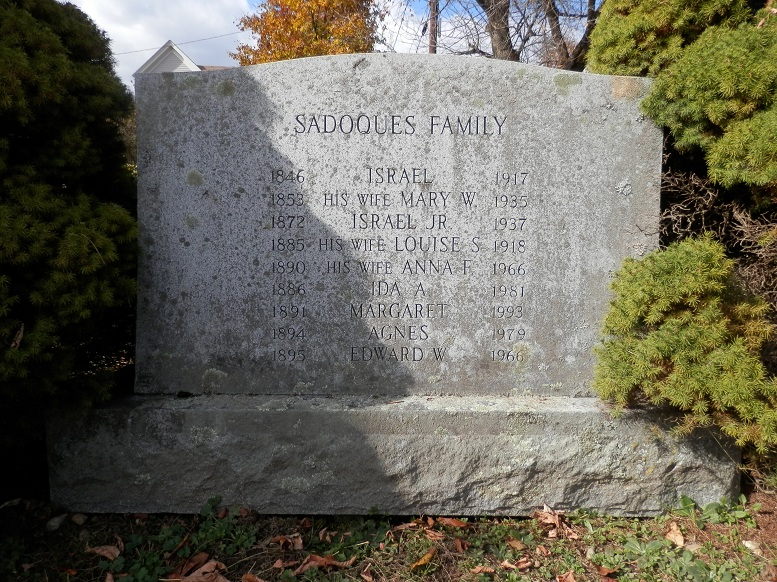 SADOQUES FAMILY
1846 ISRAEL 1917
1853 HIS WIFE MARY W. 1935
1872 ISRAEL JR. 1937
1885 HIS WIFE LOUISE S. 1918
1890 HIS WIFE ANNA F. 1966
1886 IDA A. 1981
1891 MARGARET 1993
1894 AGNES 1979
1895 EDWARD W. 1966